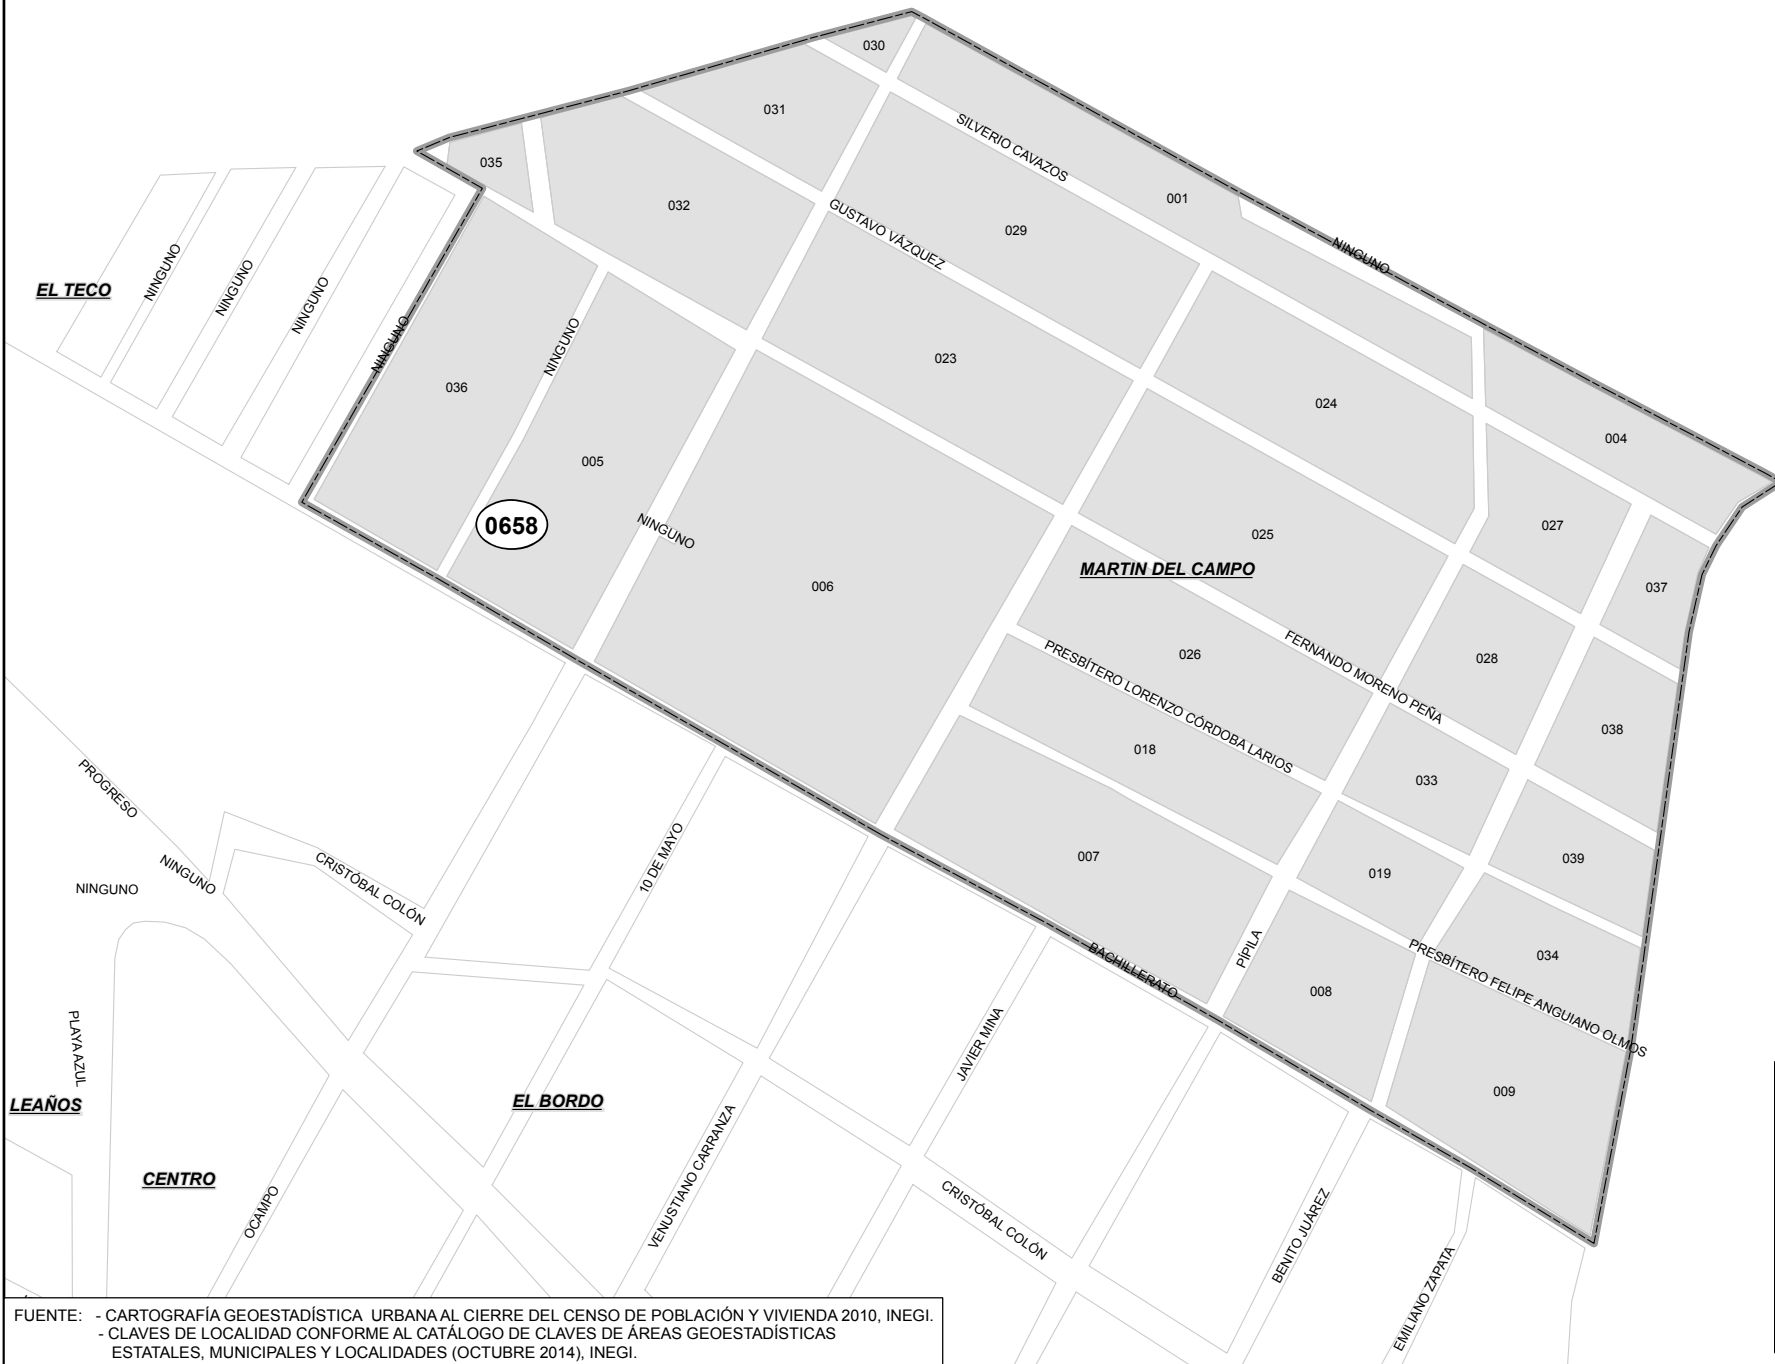 030
031
SILVERIO CAVAZOS
035
001
032
GUSTAVO VÁZQUEZ
029
NINGUNO
NINGUNO
NINGUNO
NINGUNO
EL TECO
NINGUNO
NINGUNO
023
036
024
004
005
0658
NINGUNO
027
025
MARTIN DEL CAMPO
006
037
FERNANDO MORENO PEÑA
026
028
PRESBÍTERO LORENZO CÓRDOBA LARIOS
038
018
033
PROGRESO
10 DE MAYO
007
039
CRISTÓBAL COLÓN
NINGUNO
019
NINGUNO
PÍPILA
BACHILLERATO
034
PRESBÍTERO FELIPE ANGUIANO OLMOS
008
PLAYA AZUL
JAVIER MINA
009
LEAÑOS
EL BORDO
VENUSTIANO CARRANZA
CENTRO
OCAMPO
CRISTÓBAL COLÓN
BENITO JUÁREZ
EMILIANO ZAPATA
FUENTE: - CARTOGRAFÍA GEOESTADÍSTICA URBANA AL CIERRE DEL CENSO DE POBLACIÓN Y VIVIENDA 2010, INEGI.
- CLAVES DE LOCALIDAD CONFORME AL CATÁLOGO DE CLAVES DE ÁREAS GEOESTADÍSTICAS
ESTATALES, MUNICIPALES Y LOCALIDADES (OCTUBRE 2014), INEGI.